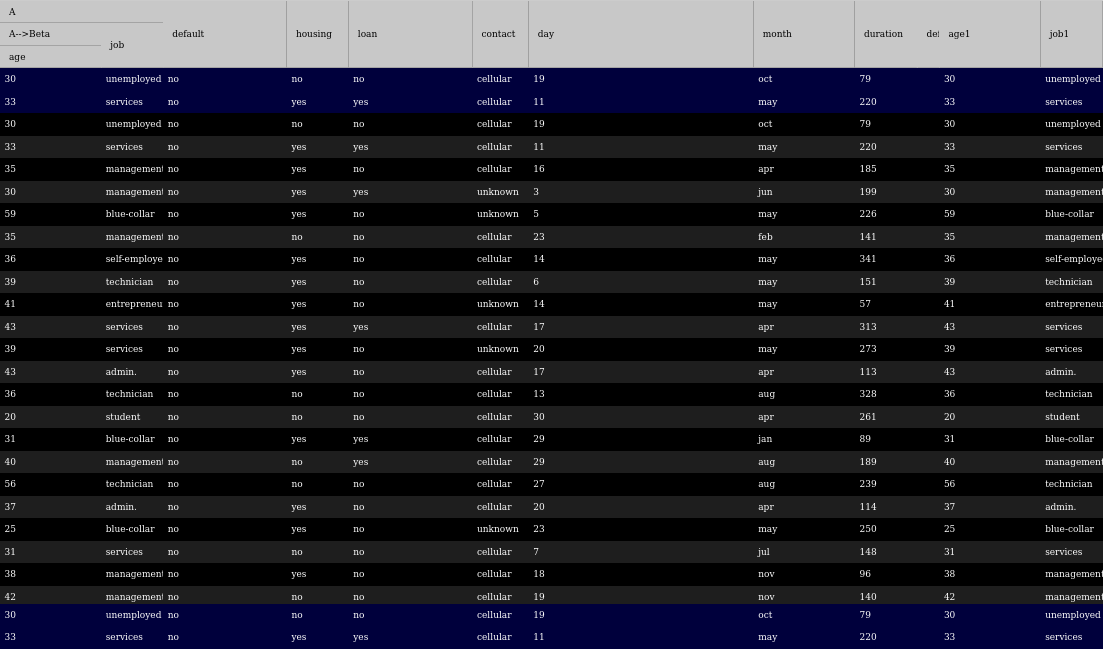 A
A-->Beta
age job default housing loan contact day month duration def age1 job1
30 unemployed no no no cellular 19 oct 79 30 unemployed
33 services no yes yes cellular 11 may 220 33 services
30 unemployed no no no cellular 19 oct 79 30 unemployed
33 services no yes yes cellular 11 may 220 33 services
35 management no yes no cellular 16 apr 185 35 management
30 management no yes yes unknown 3 jun 199 30 management
59 blue-collar no yes no unknown 5 may 226 59 blue-collar
35 management no no no cellular 23 feb 141 35 management
36 self-employe no yes no cellular 14 may 341 36 self-employe
39 technician no yes no cellular 6 may 151 39 technician
41 entrepreneu no yes no unknown 14 may 57 41 entrepreneur
43 services no yes yes cellular 17 apr 313 43 services
39 services no yes no unknown 20 may 273 39 services
43 admin. no yes no cellular 17 apr 113 43 admin.
36 technician no no no cellular 13 aug 328 36 technician
20 student no no no cellular 30 apr 261 20 student
31 blue-collar no yes yes cellular 29 jan 89 31 blue-collar
40 management no no yes cellular 29 aug 189 40 management
56 technician no no no cellular 27 aug 239 56 technician
37 admin. no yes no cellular 20 apr 114 37 admin.
25 blue-collar no yes no unknown 23 may 250 25 blue-collar
31 services no no no cellular 7 jul 148 31 services
38 management no yes no cellular 18 nov 96 38 management
42 management no no no cellular 19 nov 140 42 management
30 unemployed no no no cellular 19 oct 79 30 unemployed
33 services no yes yes cellular 11 may 220 33 services